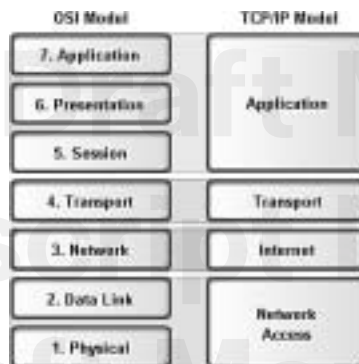 OSI Model
TCP/IP Model
7. Application
6. Presentation
5. Session
Application
4. Transport
Transport
3. Network
Internet
2. Data Link
1. Physical
Network
Access